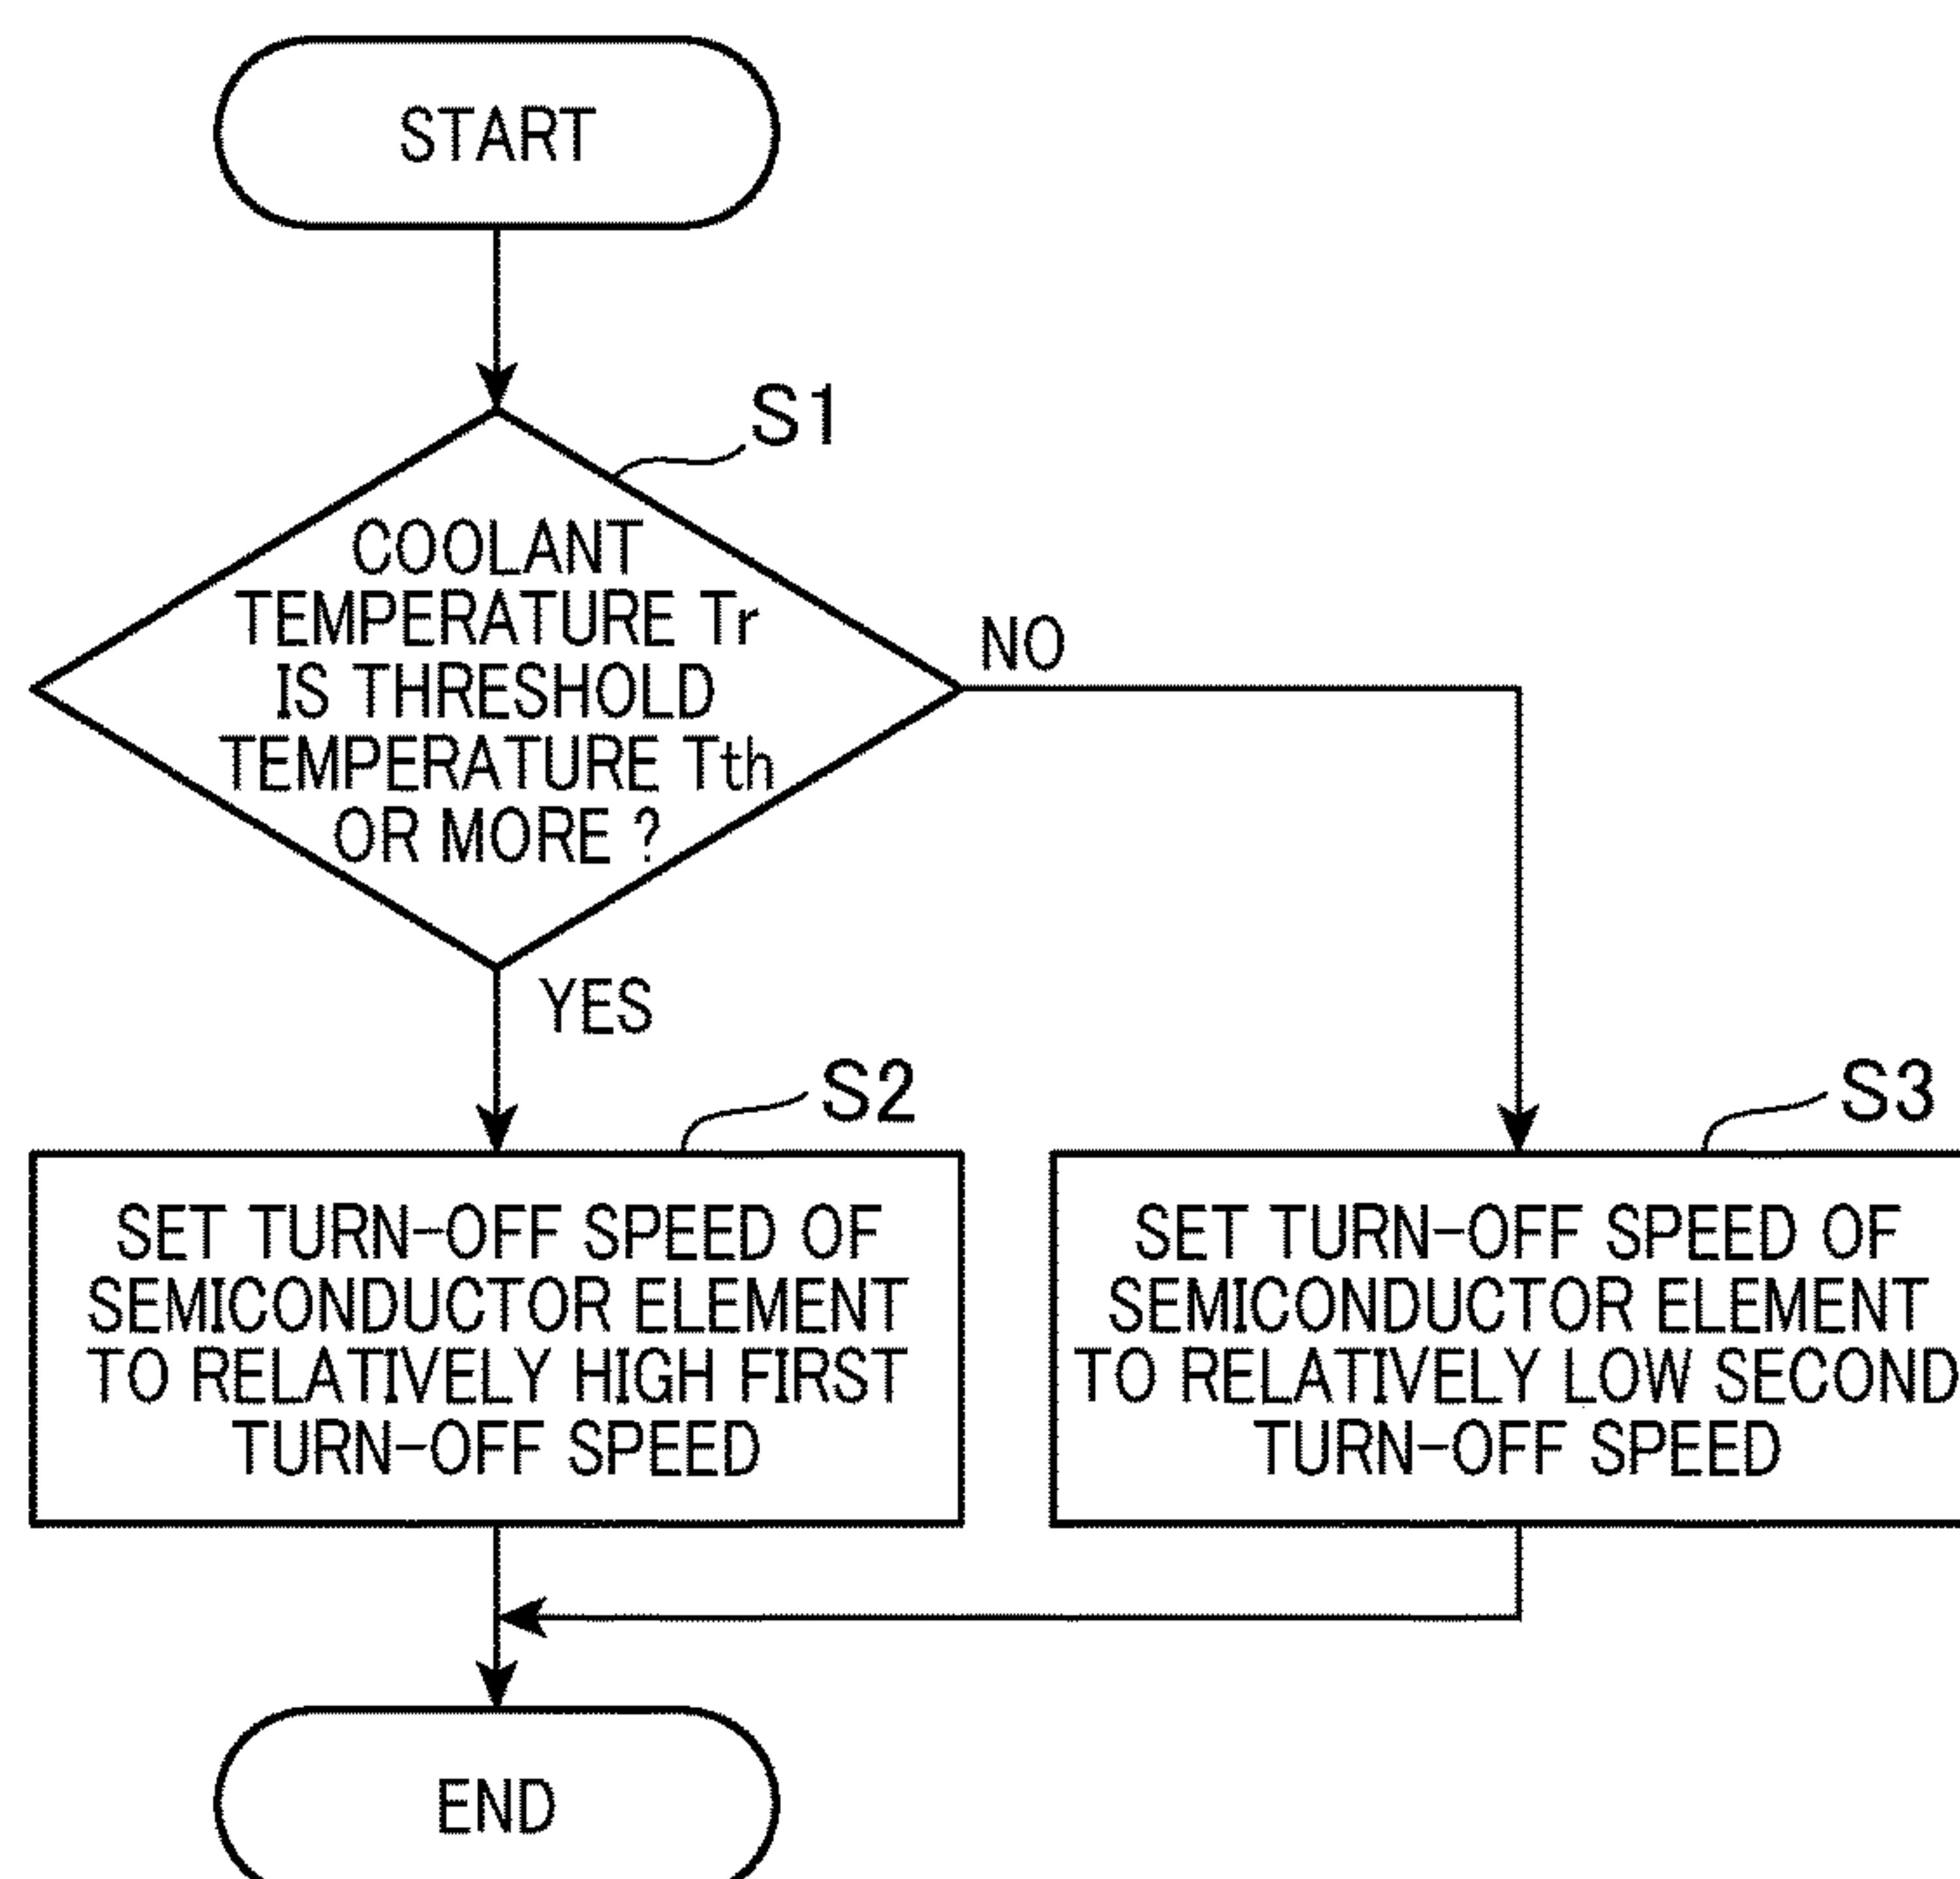 START
S1
COOLANT
TEMPERATURE Tr
IS THRESHOLD
TEMPERATURE Tth
OR MORE ?
NO
YES
S2
SET TURN-OFF SPEED OF
SEMICONDUCTOR ELEMENT
TO RELATIVELY HIGH FIRST
TURN-OFF SPEED
S3
SET TURN-OFF SPEED OF
SEMICONDUCTOR ELEMENT
TO RELATIVELY LOW SECOND
TURN-OFF SPEED
END